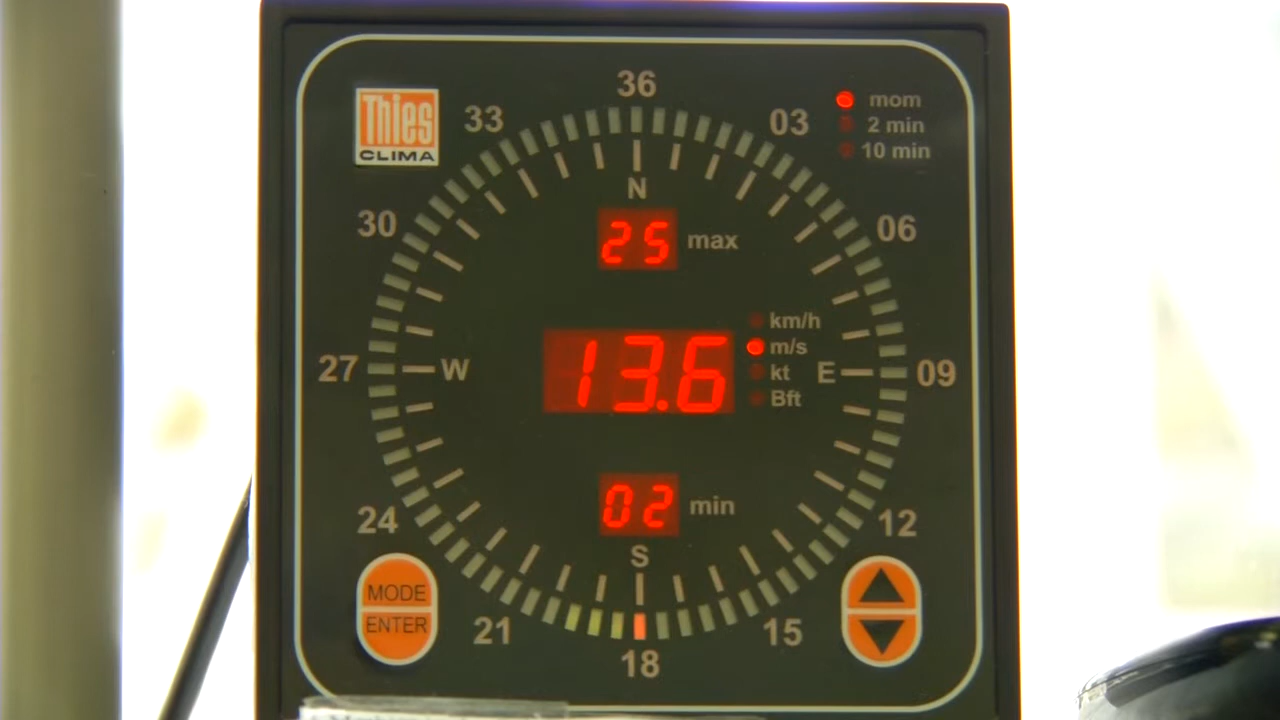 36
33
03
Thies
CLIMA
mom
2 min
10 min
N
30
06
25 max
km/h
27
W
13.6
m/s
kt
E
09
Bft
02 min
24
12
S
MODE
ENTER
21
15
18